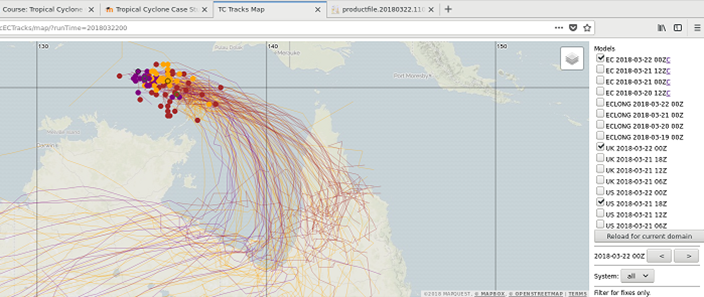 Course: Tropical Cyclone
Tropical Cyclone Case St
TC Tracks Map
productfile.20180322.11
cECTracks/map/?runTime=2018032200
130
140
150
Port Moresby
Models
EC 2018-03-22 00Z C
EC 2018-03-21 12Z C
EC 2018-03-21 00Z C
EC 2018-03-20 12Z C
ECLONG 2018-03-22 00Z
ECLONG 2018-03-21 00Z
ECLONG 2018-03-20 00Z
ECLONG 2018-03-19 00Z
UK 2018-03-22 00Z
UK 2018-03-21 18Z
UK 2018-03-21 12Z
UK 2018-03-21 06Z
US 2018-03-22 00Z
US 2018-03-21 18Z
US 2018-03-21 12Z
US 2018-03-21 06Z
Reload for current domain
2018-03-22 00Z < >
System: all
Filter for fixes only.
©2018 MARQUEST, © MAPBOX, © OPENSTREETMAP | TERMS